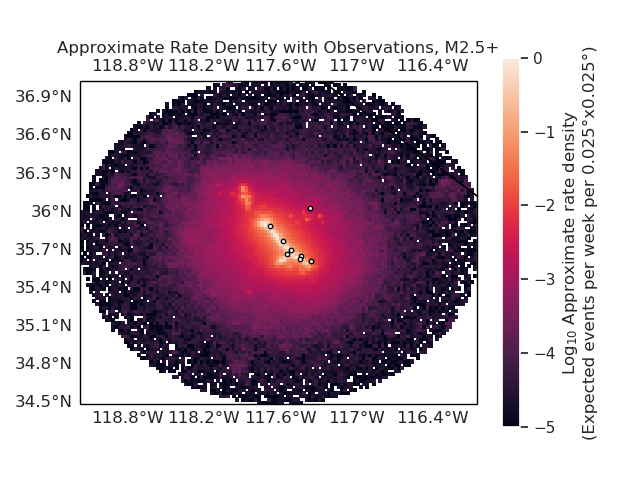 Approximate Rate Density with Observations, M2.5+
118.8°W 118.2°W 117.6°W 117°W 116.4°W
36.9°N
36.6°N
36.3°N
36°N
35.7°N
35.4°N
35.1°N
34.8°N
34.5°N
118.8°W 118.2°W 117.6°W 117°W 116.4°W
0
−1
−2
−3
−4
−5
Log₁₀ Approximate rate density
(Expected events per week per 0.025°x0.025°)